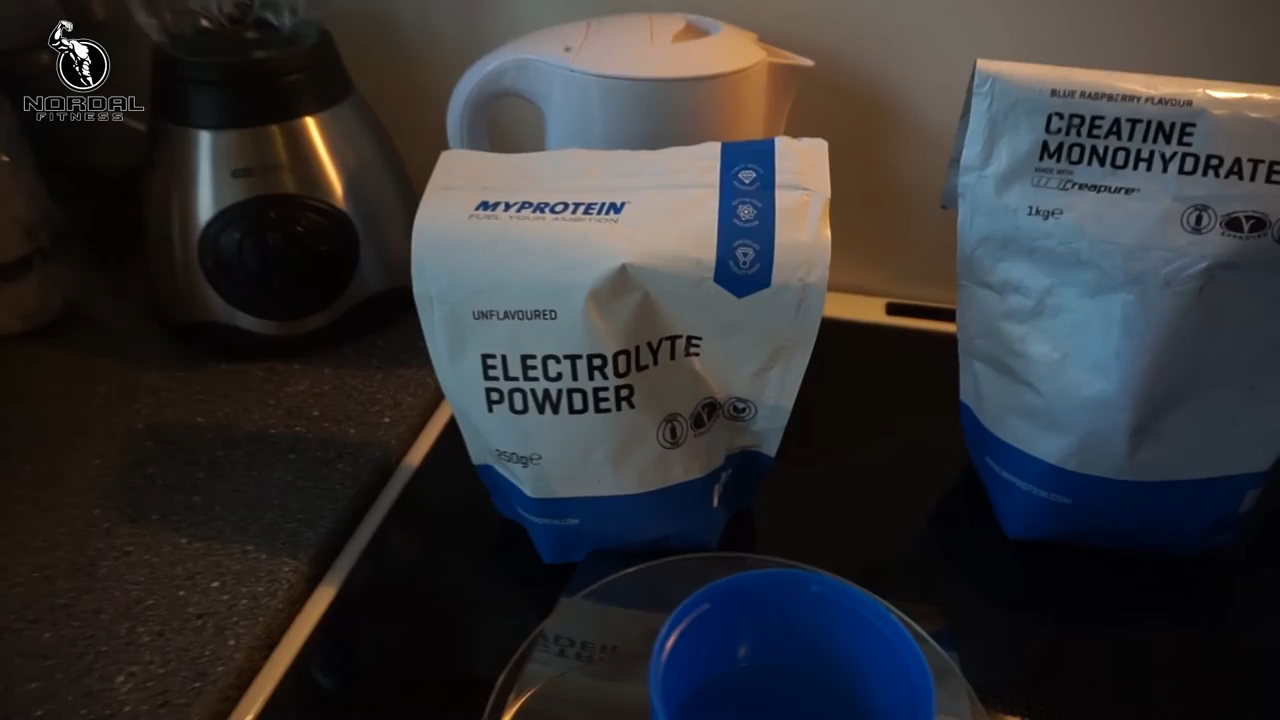 NORDAL
FITNESS
MYPROTEIN
FUEL YOUR AMBITION
UNFLAVOURED
ELECTROLYTE
POWDER
250g℮
BLUE RASPBERRY FLAVOUR
CREATINE
MONOHYDRATE
MADE WITH
Creapure®
1kg℮